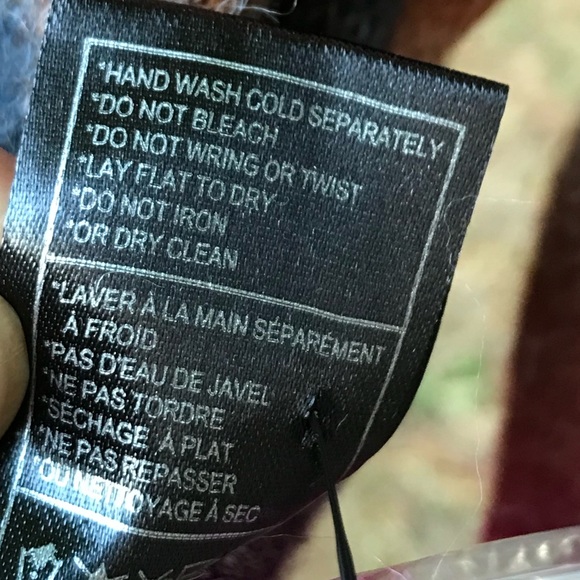 *HAND WASH COLD SEPARATELY
*DO NOT BLEACH
*DO NOT WRING OR TWIST
*LAY FLAT TO DRY
*DO NOT IRON
*OR DRY CLEAN
*LAVER À LA MAIN SÉPARÉMENT
À FROID
*PAS D'EAU DE JAVEL
*NE PAS TORDRE
*SÉCHAGE À PLAT
*NE PAS REPASSER
*OU NETTOYAGE À SEC